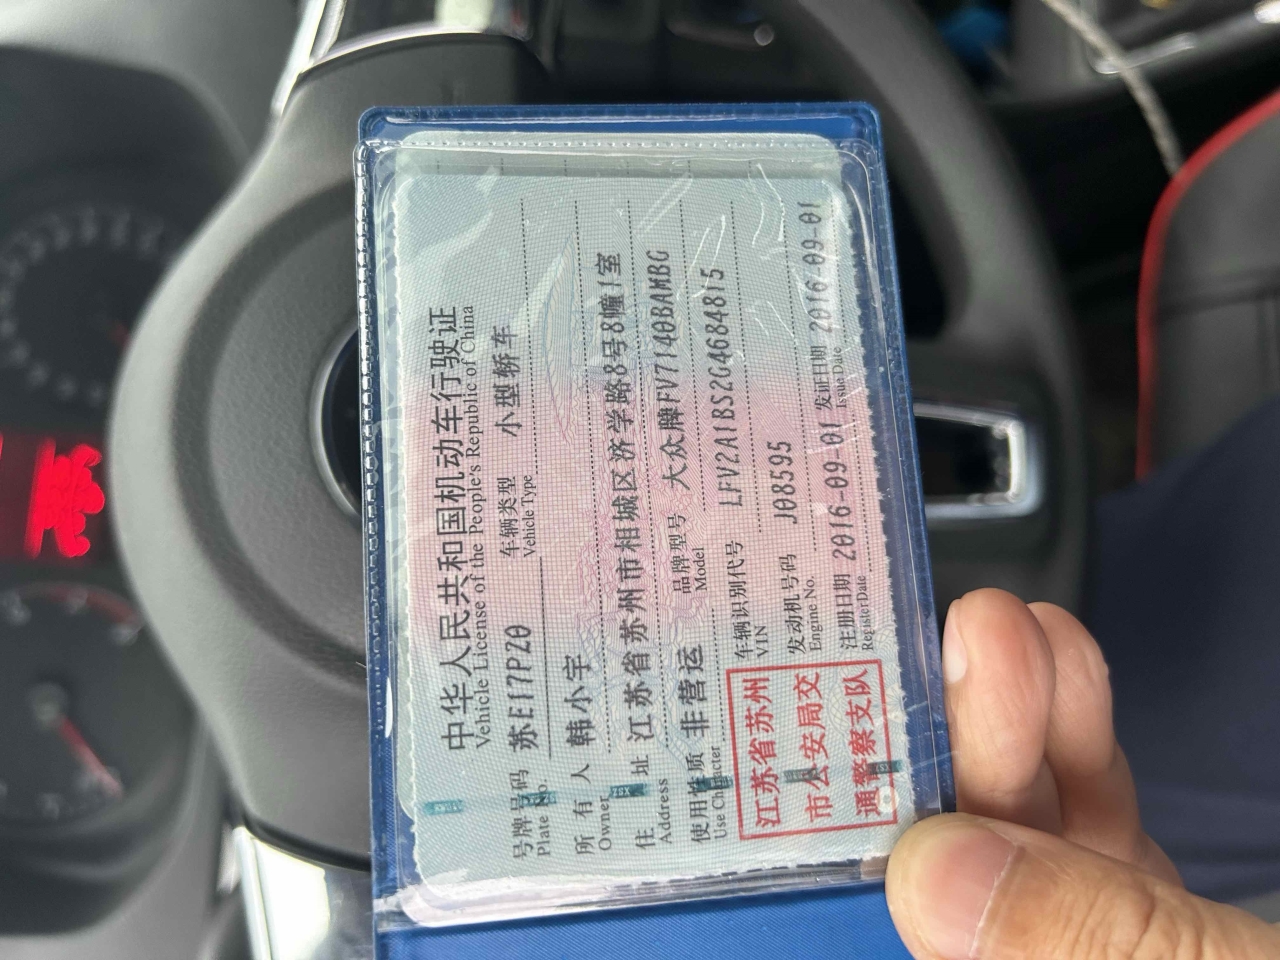 中华人民共和国机动车行驶证
Vehicle License of the People's Republic of China
号牌号码 苏E17PZ0 车辆类型 小型轿车
Plate No. Vehicle Type
所有人 韩小宇
Owner
住址 江苏省苏州市相城区济学路8号8幢1室
Address
使用性质 非营运 品牌型号 大众牌FV7140BAMBG
Use Character Model
江苏省苏州
市公安局交
通警察支队
车辆识别代号 LFV2A1BS2G4684815
VIN
发动机号码 J08595
Engine No.
注册日期 2016-09-01 发证日期 2016-09-01
Register Date Issue Date